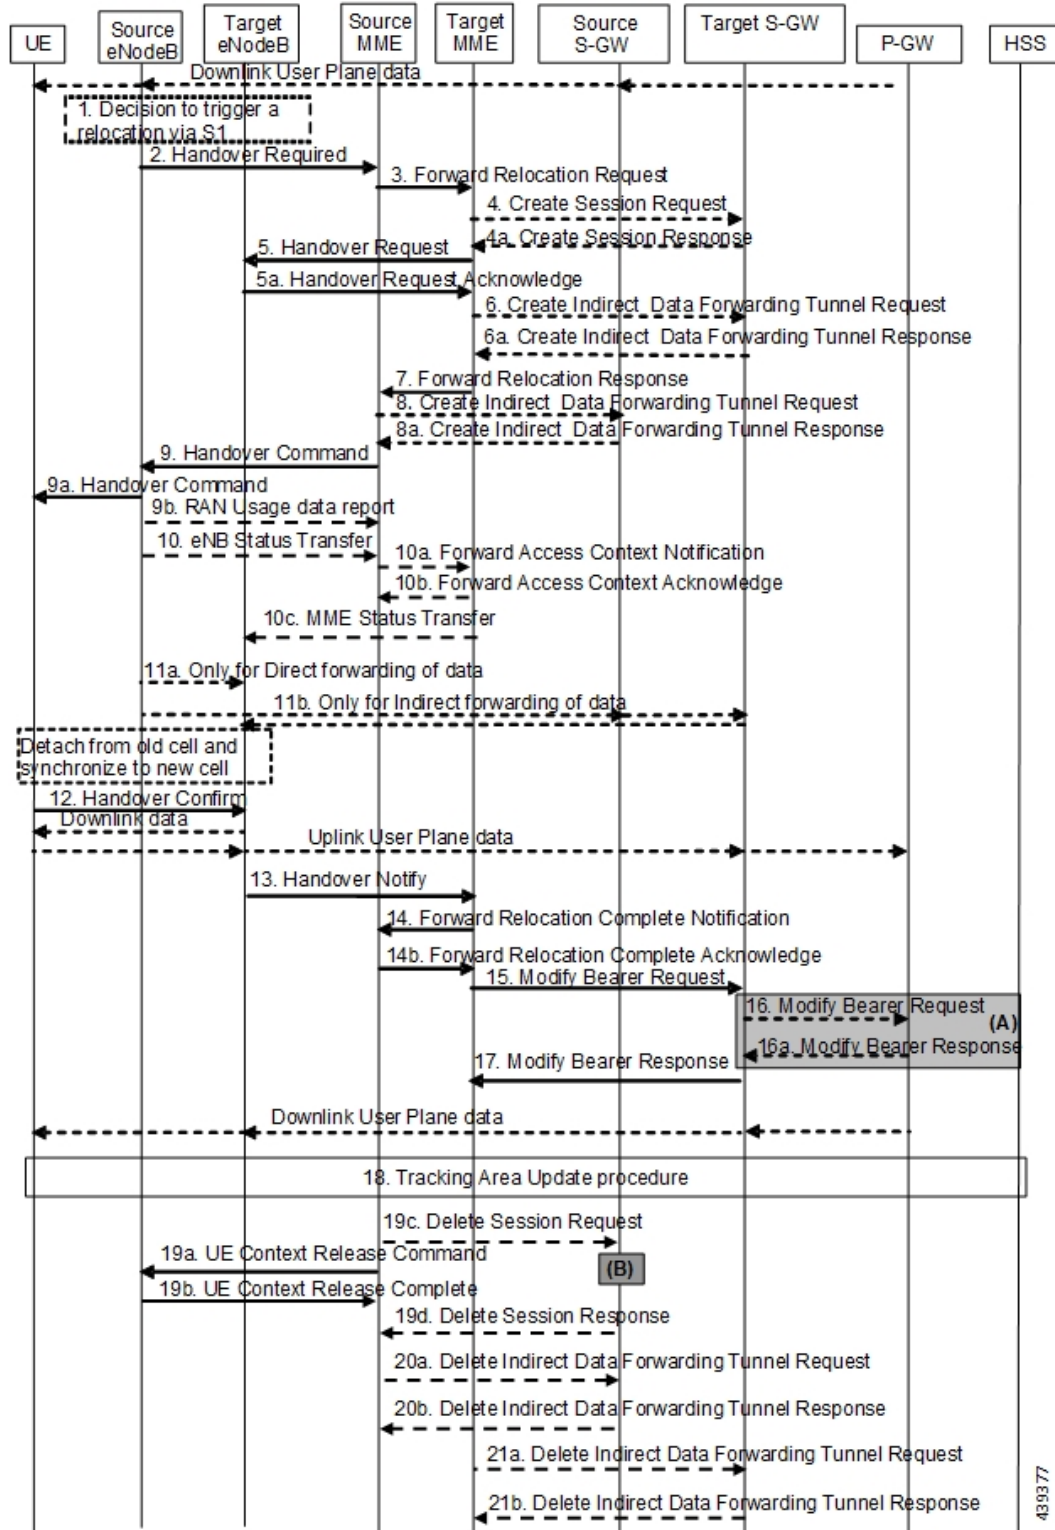 UE
Source
eNodeB
Target
eNodeB
Source
MME
Target
MME
Source
S-GW
Target S-GW
P-GW
HSS
Downlink User Plane data
1. Decision to trigger a
relocation via S1
2. Handover Required
3. Forward Relocation Request
4. Create Session Request
4a. Create Session Response
5. Handover Request
5a. Handover Request Acknowledge
6. Create Indirect Data Forwarding Tunnel Request
6a. Create Indirect Data Forwarding Tunnel Response
7. Forward Relocation Response
8. Create Indirect Data Forwarding Tunnel Request
8a. Create Indirect Data Forwarding Tunnel Response
9. Handover Command
9a. Handover Command
9b. RAN Usage data report
10. eNB Status Transfer
10a. Forward Access Context Notification
10b. Forward Access Context Acknowledge
10c. MME Status Transfer
11a. Only for Direct forwarding of data
11b. Only for Indirect forwarding of data
Detach from old cell and
synchronize to new cell
12. Handover Confirm
Downlink data
Uplink User Plane data
13. Handover Notify
14. Forward Relocation Complete Notification
14b. Forward Relocation Complete Acknowledge
15. Modify Bearer Request
16. Modify Bearer Request
(A)
16a. Modify Bearer Response
17. Modify Bearer Response
Downlink User Plane data
18. Tracking Area Update procedure
19c. Delete Session Request
19a. UE Context Release Command
(B)
19b. UE Context Release Complete
19d. Delete Session Response
20a. Delete Indirect Data Forwarding Tunnel Request
20b. Delete Indirect Data Forwarding Tunnel Response
21a. Delete Indirect Data Forwarding Tunnel Request
21b. Delete Indirect Data Forwarding Tunnel Response
439377